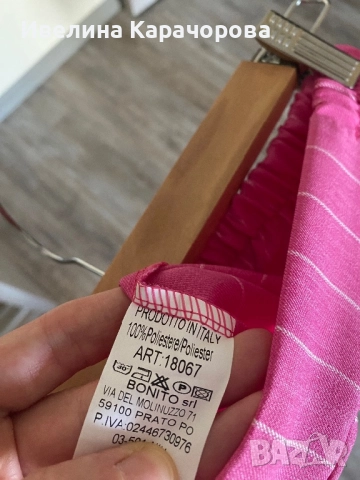 Ивелина Карачорова
PRODOTTO IN ITALY
100%Poliestere/Poliester
ART.18067
30
P
BONITO srl
VIA DEL MOLINUZZO 71
59100 PRATO PO
P.IVA:02446730976
BAZAR